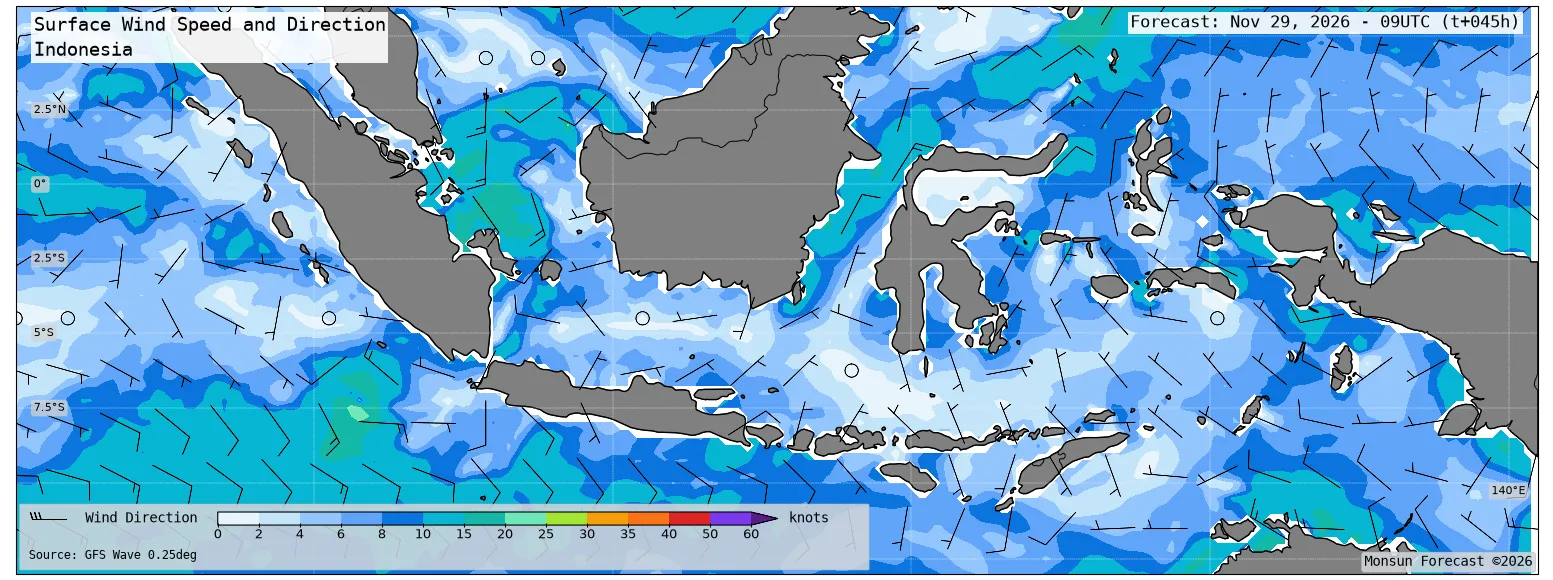 Surface Wind Speed and Direction
Indonesia
Forecast: Nov 29, 2026 - 09UTC (t+045h)
2.5°N
0°
2.5°S
5°S
7.5°S
140°E
Wind Direction
0 2 4 6 8 10 15 20 25 30 35 40 50 60
knots
Source: GFS Wave 0.25deg
Monsun Forecast ©2026